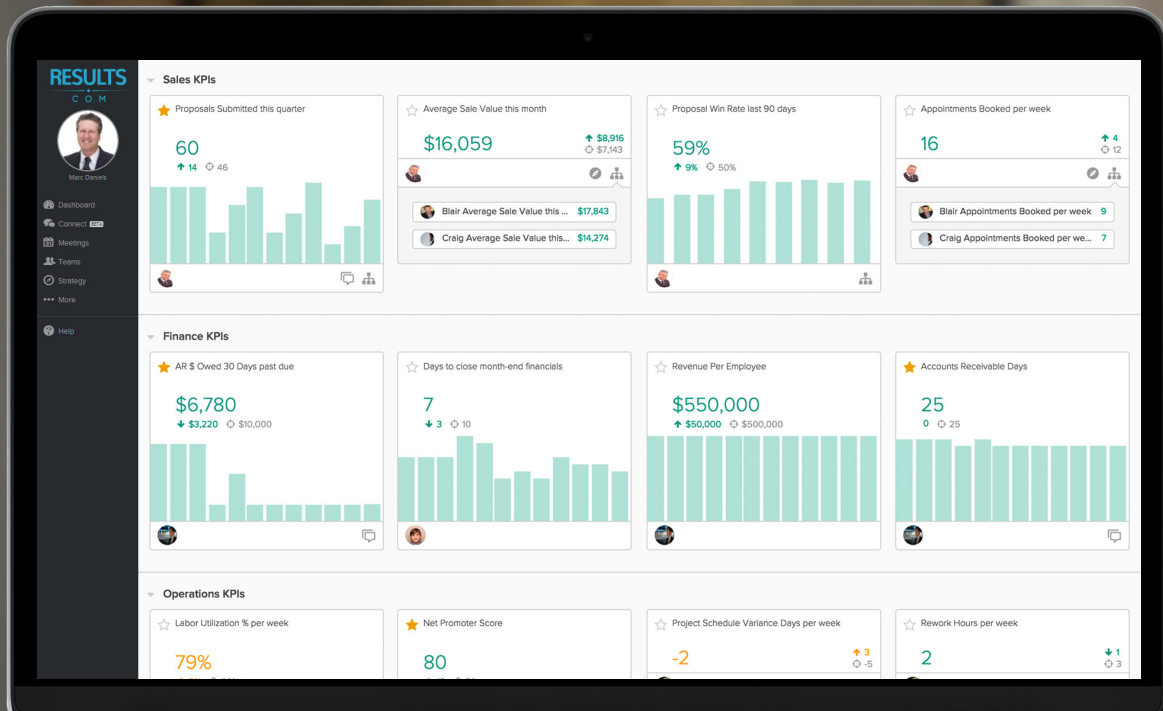 RESULTS
COM
Marc Daniels
Dashboard
Connect BETA
Meetings
Teams
Strategy
More
Help
Sales KPIs
Proposals Submitted this quarter
60
14 46
Average Sale Value this month
$16,059
$8,916
$7,143
Blair Average Sale Value this ... $17,843
Craig Average Sale Value this... $14,274
Proposal Win Rate last 90 days
59%
9% 50%
Appointments Booked per week
16
4
12
Blair Appointments Booked per week 9
Craig Appointments Booked per we... 7
Finance KPIs
AR $ Owed 30 Days past due
$6,780
$3,220 $10,000
Days to close month-end financials
7
3 10
Revenue Per Employee
$550,000
$50,000 $500,000
Accounts Receivable Days
25
0 25
Operations KPIs
Labor Utilization % per week
79%
Net Promoter Score
80
Project Schedule Variance Days per week
-2
3
-5
Rework Hours per week
2
1
3